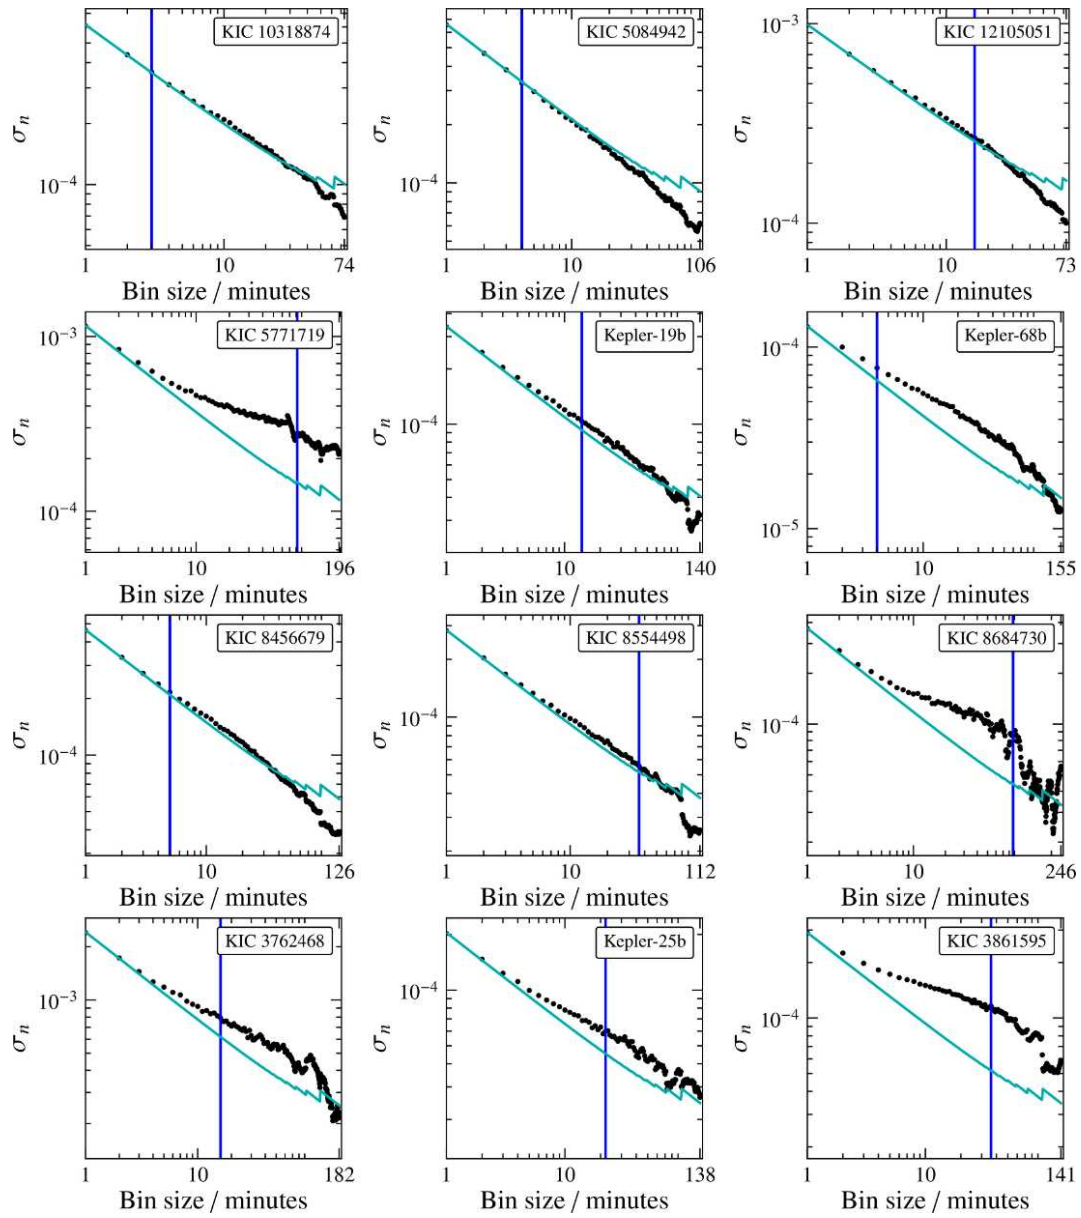 KIC 10318874
KIC 5084942
10⁻³
KIC 12105051
σₙ
σₙ
σₙ
10⁻⁴
10⁻⁴
10⁻⁴
1
10
74
1
10
106
1
10
73
Bin size / minutes
Bin size / minutes
Bin size / minutes
10⁻³
KIC 5771719
Kepler-19b
10⁻⁴
Kepler-68b
σₙ
σₙ
σₙ
10⁻⁴
10⁻⁴
10⁻⁵
1
10
196
1
10
140
1
10
155
Bin size / minutes
Bin size / minutes
Bin size / minutes
KIC 8456679
KIC 8554498
KIC 8684730
σₙ
σₙ
σₙ
10⁻⁴
10⁻⁴
10⁻⁴
1
10
126
1
10
112
1
10
246
Bin size / minutes
Bin size / minutes
Bin size / minutes
KIC 3762468
Kepler-25b
KIC 3861595
σₙ
σₙ
σₙ
10⁻³
10⁻⁴
10⁻⁴
1
10
182
1
10
138
1
10
141
Bin size / minutes
Bin size / minutes
Bin size / minutes